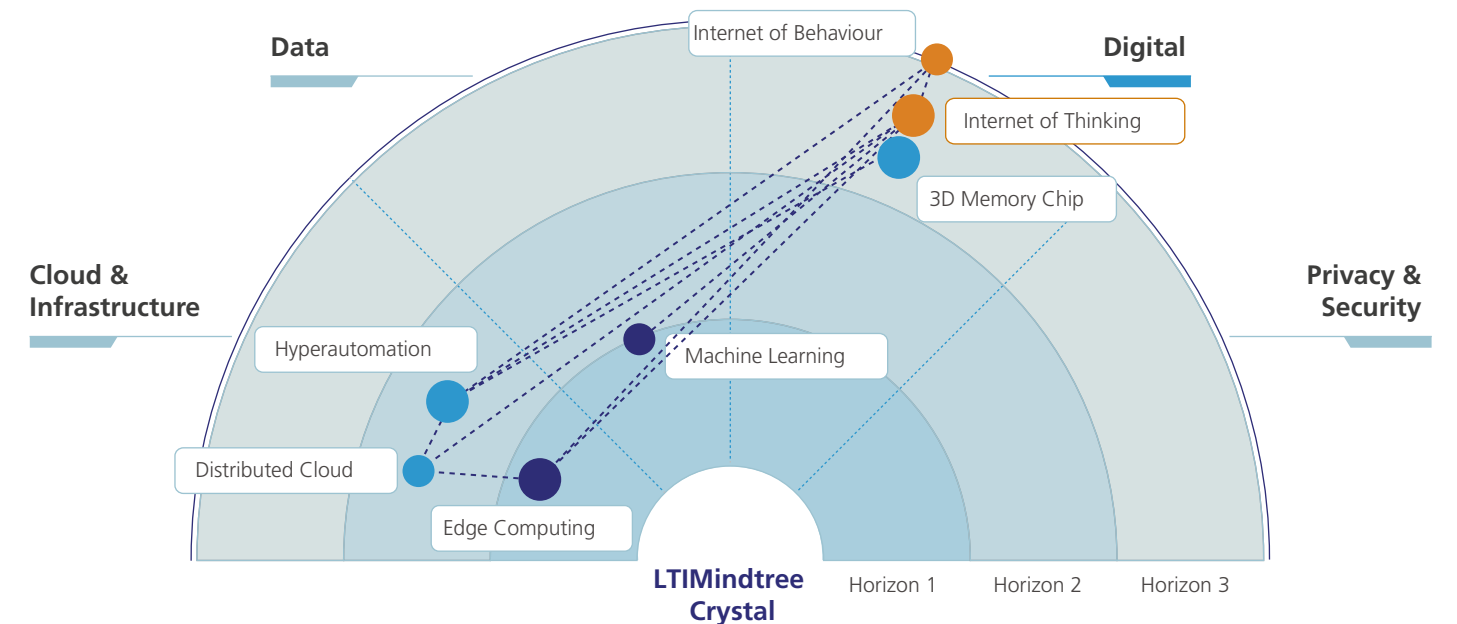 Internet of Behaviour
Data
Digital
Internet of Thinking
3D Memory Chip
Cloud &
Infrastructure
Privacy &
Security
Hyperautomation
Machine Learning
Distributed Cloud
Edge Computing
LTIMindtree
Crystal
Horizon 1
Horizon 2
Horizon 3